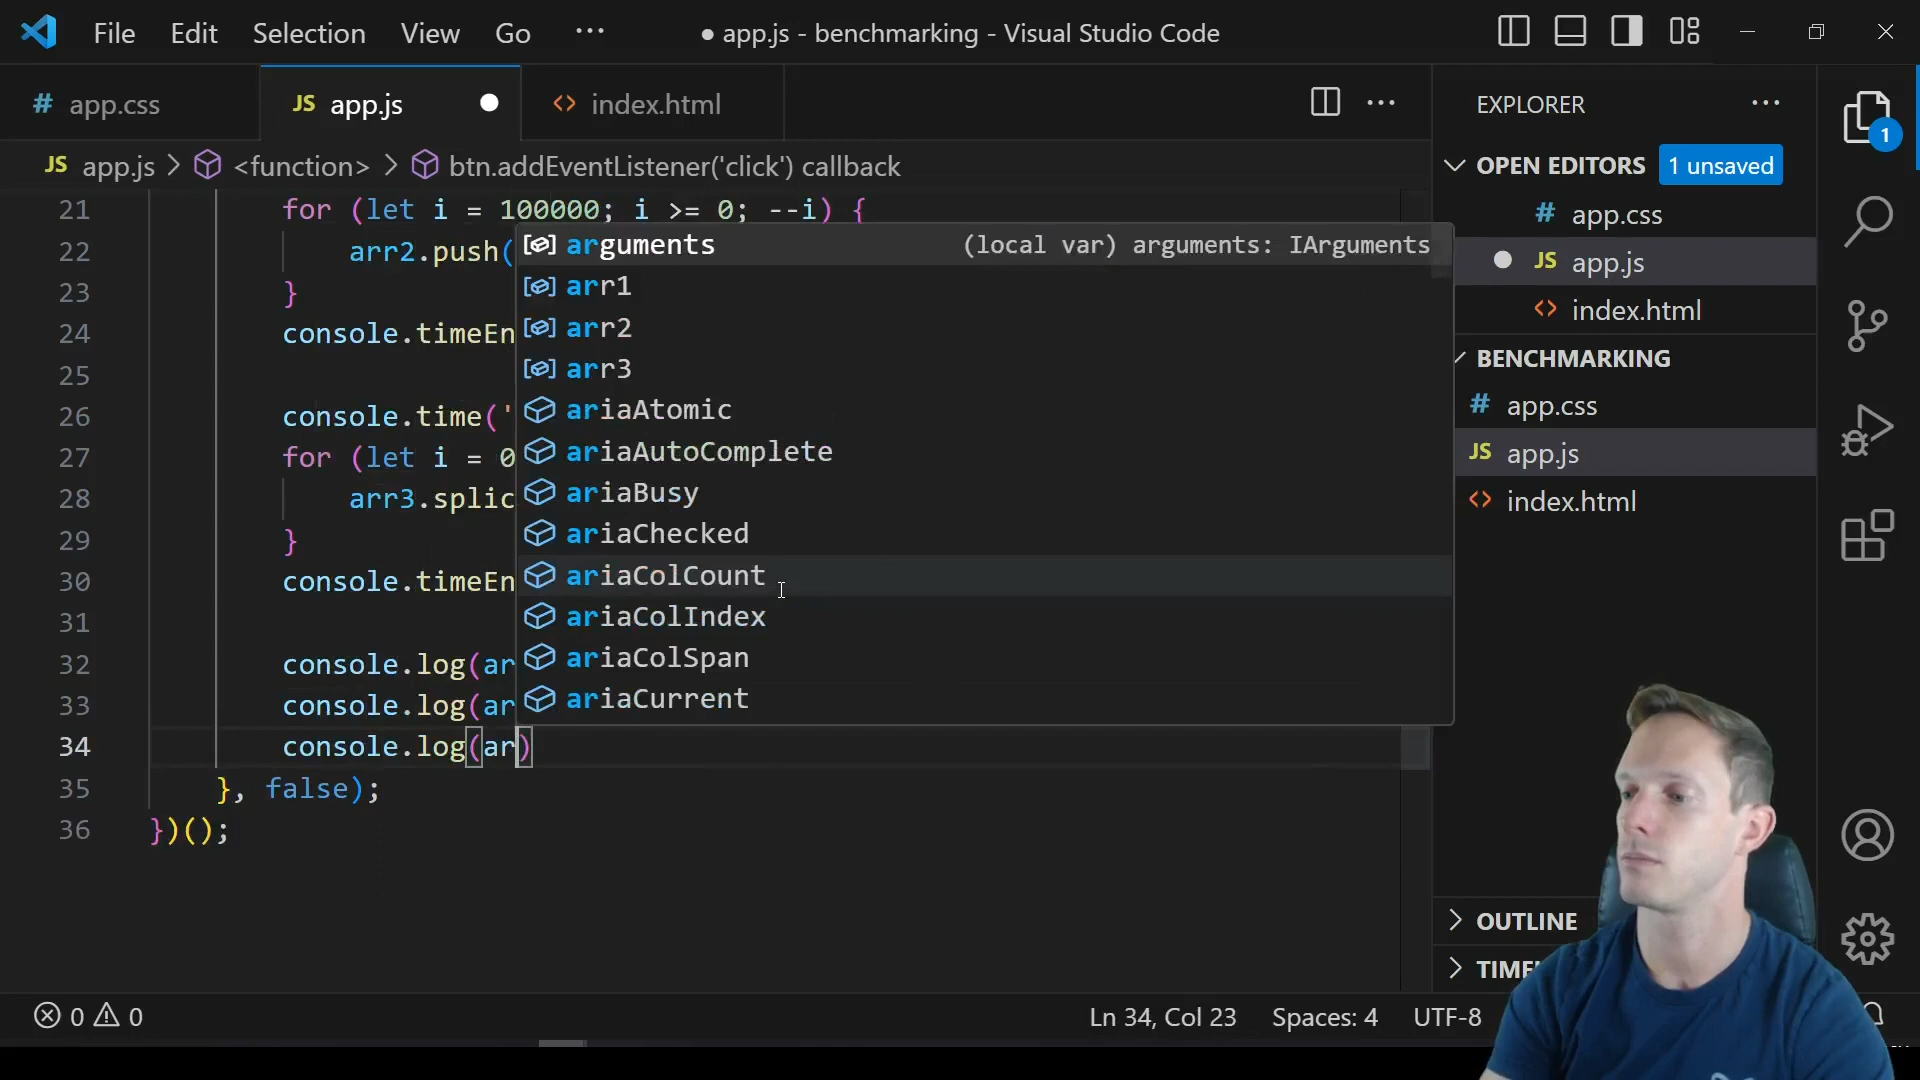 File Edit Selection View Go ··· ● app.js - benchmarking - Visual Studio Code
# app.css JS app.js ● <> index.html
JS app.js > <function> > btn.addEventListener('click') callback
21 for (let i = 100000; i >= 0; --i) {
22 arr2.push(
23 }
24 console.timeEn
25
26 console.time('
27 for (let i = 0
28 arr3.splic
29 }
30 console.timeEn
31
32 console.log(ar
33 console.log(ar
34 console.log(ar)
35 }, false);
36 })();
arguments (local var) arguments: IArguments
arr1
arr2
arr3
ariaAtomic
ariaAutoComplete
ariaBusy
ariaChecked
ariaColCount
ariaColIndex
ariaColSpan
ariaCurrent
EXPLORER ···
OPEN EDITORS 1 unsaved
# app.css
● JS app.js
<> index.html
BENCHMARKING
# app.css
JS app.js
<> index.html
OUTLINE
1
0 0
Ln 34, Col 23 Spaces: 4 UTF-8